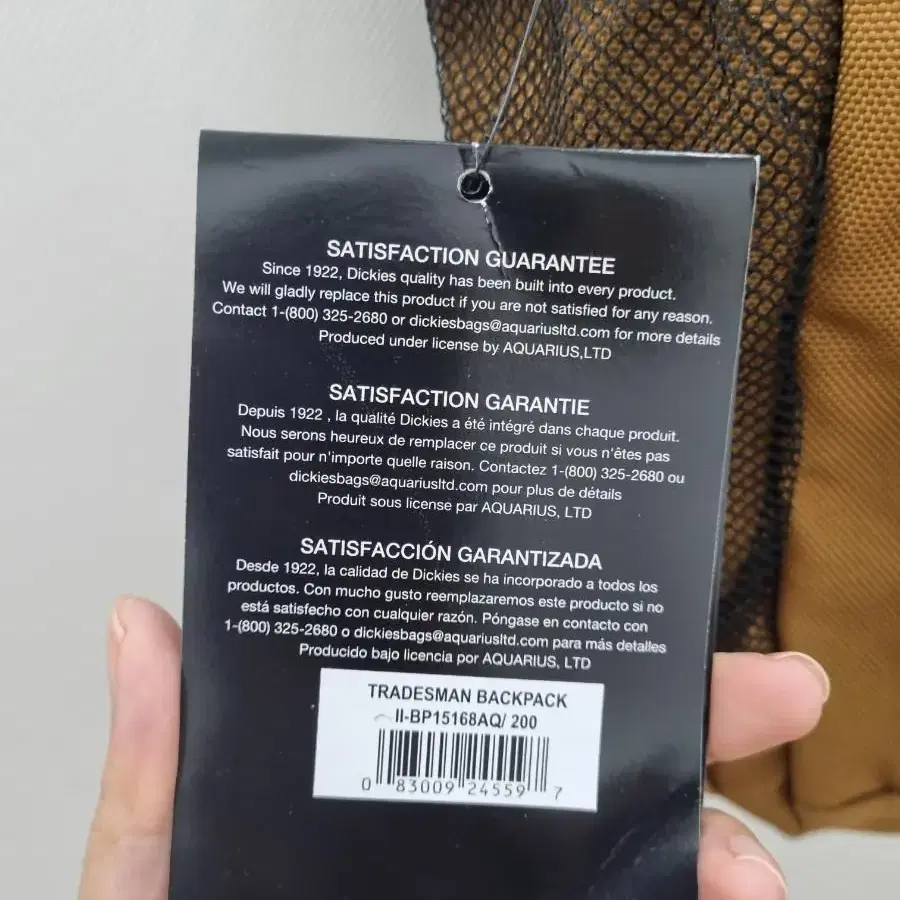 SATISFACTION GUARANTEE
Since 1922, Dickies quality has been built into every product.
We will gladly replace this product if you are not satisfied for any reason.
Contact 1-(800) 325-2680 or dickiesbags@aquariusltd.com for more details
Produced under license by AQUARIUS,LTD
SATISFACTION GARANTIE
Depuis 1922 , la qualité Dickies a été intégré dans chaque produit.
Nous serons heureux de remplacer ce produit si vous n'êtes pas
satisfait pour n'importe quelle raison. Contactez 1-(800) 325-2680 ou
dickiesbags@aquariusltd.com pour plus de détails
Produit sous license par AQUARIUS, LTD
SATISFACCIÓN GARANTIZADA
Desde 1922, la calidad de Dickies se ha incorporado a todos los
productos. Con mucho gusto reemplazaremos este producto si no
está satisfecho con cualquier razón. Póngase en contacto con
1-(800) 325-2680 o dickiesbags@aquariusltd.com para más detalles
Producido bajo licencia por AQUARIUS, LTD
TRADESMAN BACKPACK
II-BP15168AQ/ 200
0 83009 24559 7